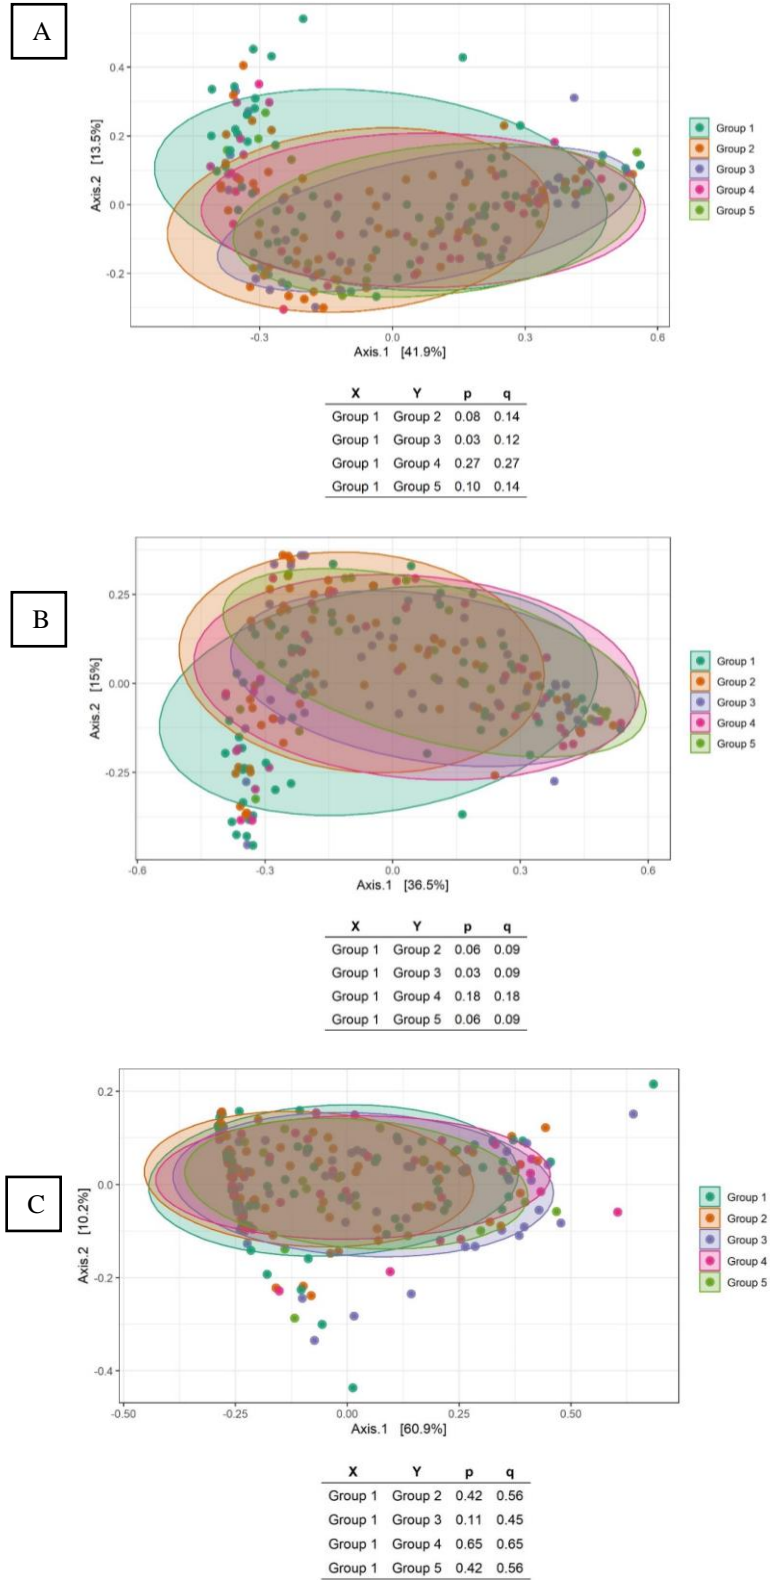 A
0.4
0.2
0.0
-0.2
Axis.2 [13.5%]
-0.3 0.0 0.3 0.6
Axis.1 [41.9%]
Group 1
Group 2
Group 3
Group 4
Group 5
X Y p q
Group 1 Group 2 0.08 0.14
Group 1 Group 3 0.03 0.12
Group 1 Group 4 0.27 0.27
Group 1 Group 5 0.10 0.14
B
0.25
0.00
-0.25
Axis.2 [15%]
-0.6 -0.3 0.0 0.3 0.6
Axis.1 [36.5%]
Group 1
Group 2
Group 3
Group 4
Group 5
X Y p q
Group 1 Group 2 0.06 0.09
Group 1 Group 3 0.03 0.09
Group 1 Group 4 0.18 0.18
Group 1 Group 5 0.06 0.09
C
0.2
0.0
-0.2
-0.4
Axis.2 [10.2%]
-0.50 -0.25 0.00 0.25 0.50
Axis.1 [60.9%]
Group 1
Group 2
Group 3
Group 4
Group 5
X Y p q
Group 1 Group 2 0.42 0.56
Group 1 Group 3 0.11 0.45
Group 1 Group 4 0.65 0.65
Group 1 Group 5 0.42 0.56